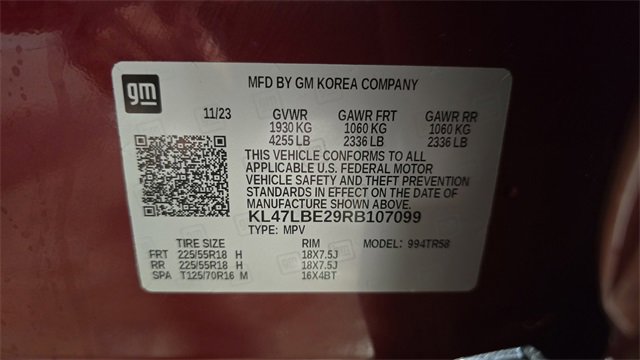 gm
MFD BY GM KOREA COMPANY
11/23 GVWR GAWR FRT GAWR RR
1930 KG 1060 KG 1060 KG
4255 LB 2336 LB 2336 LB
THIS VEHICLE CONFORMS TO ALL
APPLICABLE U.S. FEDERAL MOTOR
VEHICLE SAFETY AND THEFT PREVENTION
STANDARDS IN EFFECT ON THE DATE OF
MANUFACTURE SHOWN ABOVE.
KL47LBE29RB107099
TYPE: MPV
TIRE SIZE RIM MODEL: 994TR58
FRT 225/55R18 H 18X7.5J
RR 225/55R18 H 18X7.5J
SPA T125/70R16 M 16X4BT